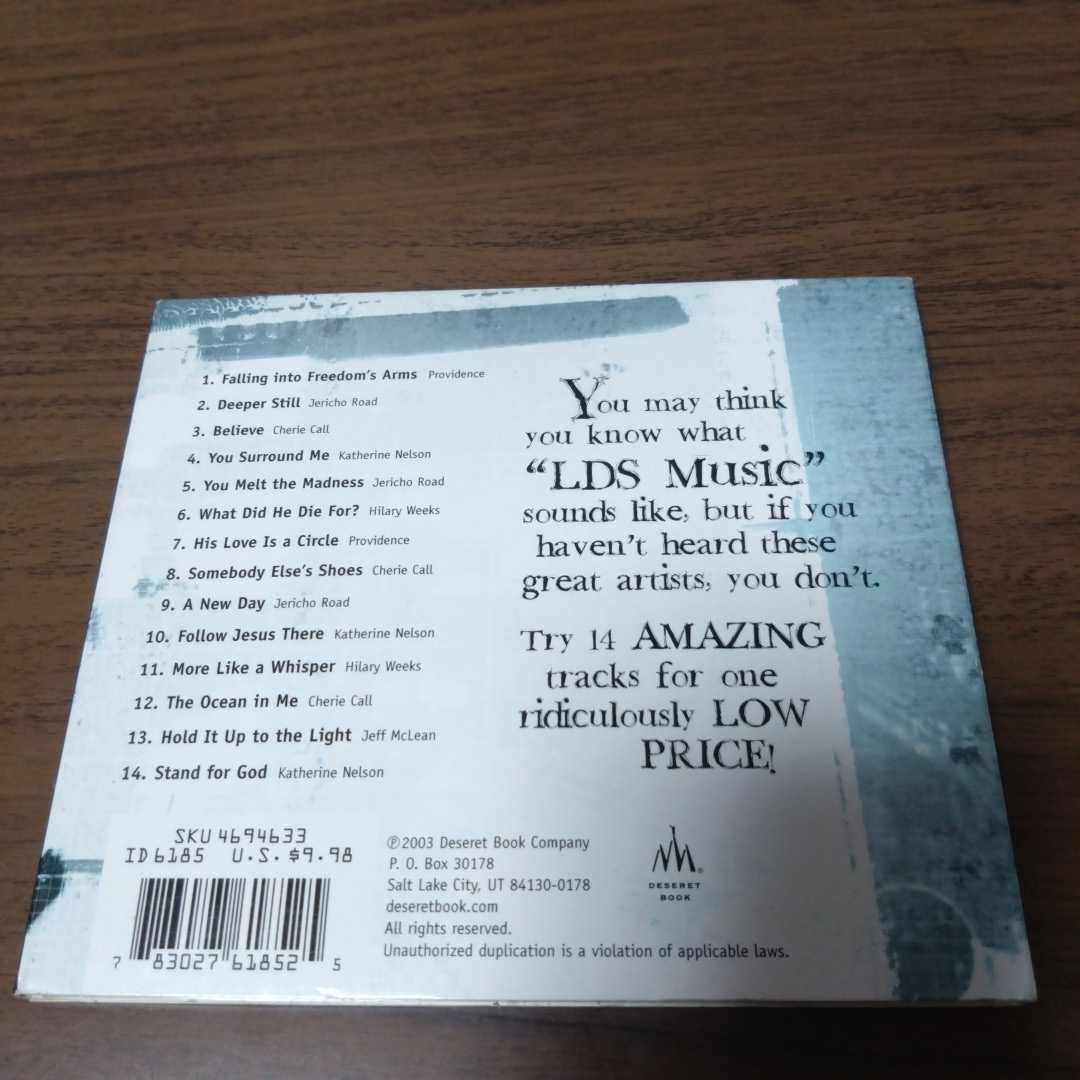 1. Falling into Freedom's Arms Providence
2. Deeper Still Jericho Road
3. Believe Cherie Call
4. You Surround Me Katherine Nelson
5. You Melt the Madness Jericho Road
6. What Did He Die For? Hilary Weeks
7. His Love Is a Circle Providence
8. Somebody Else's Shoes Cherie Call
9. A New Day Jericho Road
10. Follow Jesus There Katherine Nelson
11. More Like a Whisper Hilary Weeks
12. The Ocean in Me Cherie Call
13. Hold It Up to the Light Jeff McLean
14. Stand for God Katherine Nelson
You may think
you know what
“LDS Music”
sounds like, but if you
haven't heard these
great artists, you don't.
Try 14 AMAZING
tracks for one
ridiculously LOW
PRICE!
SKU 4694633
ID6185 U.S. $9.98
7 83027 61852 5
℗2003 Deseret Book Company
P. O. Box 30178
Salt Lake City, UT 84130-0178
deseretbook.com
All rights reserved.
Unauthorized duplication is a violation of applicable laws.
®
DESERET
BOOK